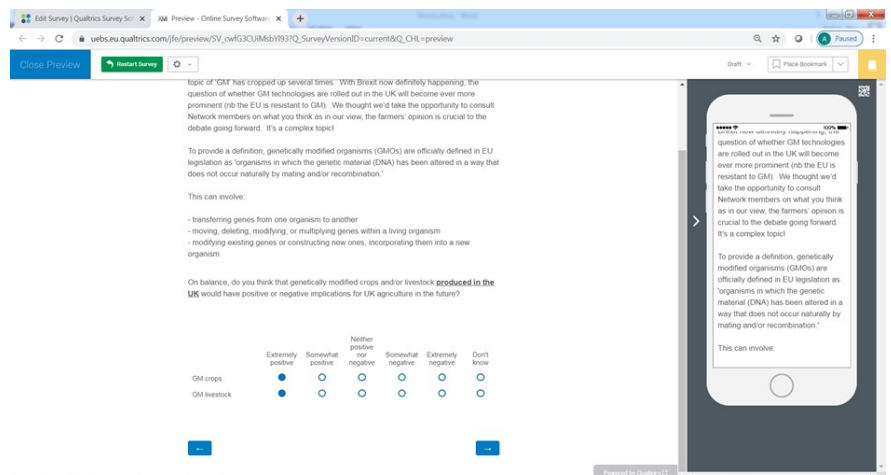 Edit Survey | Qualtrics Survey Sof
Preview - Online Survey Software
uebs.eu.qualtrics.com/jfe/preview/SV_cwfG3CUiMsbYl93?Q_SurveyVersionID=current&Q_CHL=preview
Paused
Close Preview
Restart Survey
Draft
Place Bookmark
topic of 'GM' has cropped up several times. With Brexit now definitely happening, the
question of whether GM technologies are rolled out in the UK will become ever more
prominent (nb the EU is resistant to GM). We thought we'd take the opportunity to consult
Network members on what you think as in our view, the farmers' opinion is crucial to the
debate going forward. It's a complex topic!
To provide a definition, genetically modified organisms (GMOs) are officially defined in EU
legislation as 'organisms in which the genetic material (DNA) has been altered in a way that
does not occur naturally by mating and/or recombination.'
This can involve:
- transferring genes from one organism to another
- moving, deleting, modifying, or multiplying genes within a living organism
- modifying existing genes or constructing new ones, incorporating them into a new
organism
On balance, do you think that genetically modified crops and/or livestock produced in the
UK would have positive or negative implications for UK agriculture in the future?
Extremely positive
Somewhat positive
Neither positive nor negative
Somewhat negative
Extremely negative
Don't know
GM crops
GM livestock
Powered by Qualtrics
100%
Brexit now definitely happening, the
question of whether GM technologies
are rolled out in the UK will become
ever more prominent (nb the EU is
resistant to GM). We thought we'd
take the opportunity to consult
Network members on what you think
as in our view, the farmers' opinion is
crucial to the debate going forward.
It's a complex topic!
To provide a definition, genetically
modified organisms (GMOs) are
officially defined in EU legislation as
'organisms in which the genetic
material (DNA) has been altered in a
way that does not occur naturally by
mating and/or recombination.'
This can involve: